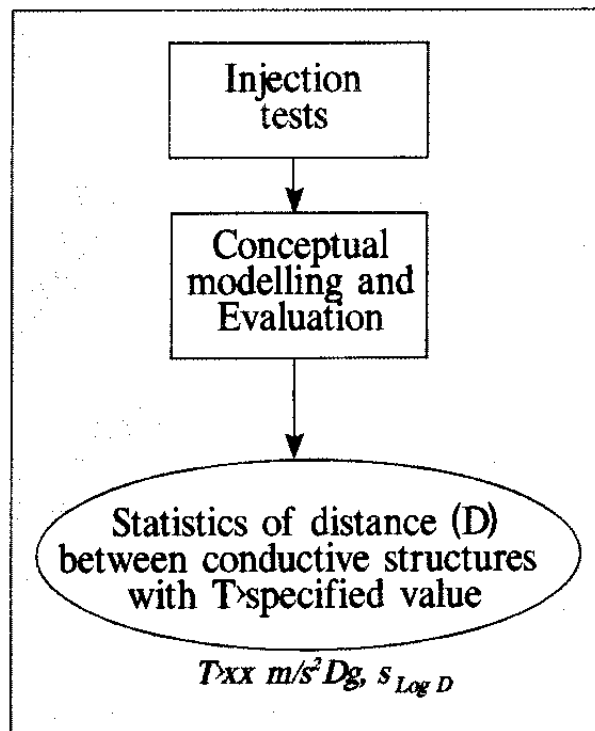 Injection
tests
Conceptual
modelling and
Evaluation
Statistics of distance (D)
between conductive structures
with T>specified value
T>xx m/s² Dg, s Log D